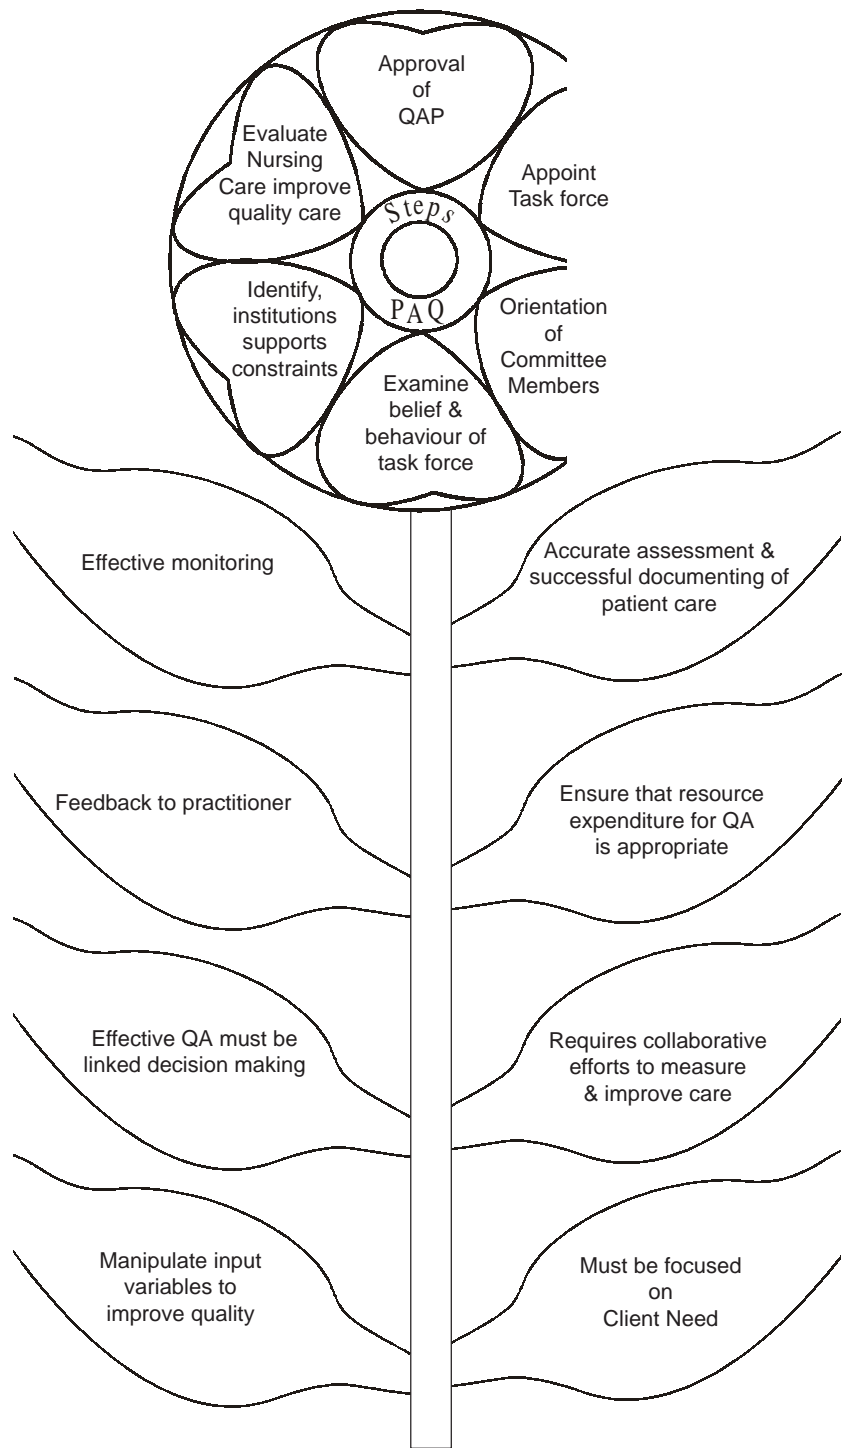 Approval
of
QAP
Appoint
Task force
Orientation
of
Committee
Members
Examine
belief &
behaviour of
task force
Identify,
institutions
supports
constraints
Evaluate
Nursing
Care improve
quality care
Steps
PAQ
Effective monitoring
Accurate assessment &
successful documenting of
patient care
Feedback to practitioner
Ensure that resource
expenditure for QA
is appropriate
Effective QA must be
linked decision making
Requires collaborative
efforts to measure
& improve care
Manipulate input
variables to
improve quality
Must be focused
on
Client Need